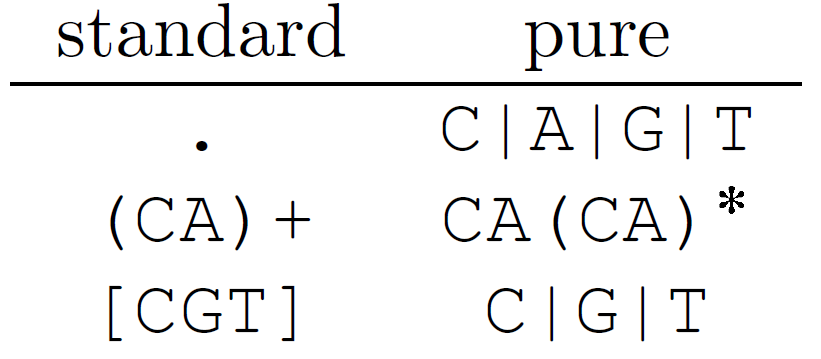 standard pure
. C|A|G|T
(CA)+ CA(CA)*
[CGT] C|G|T